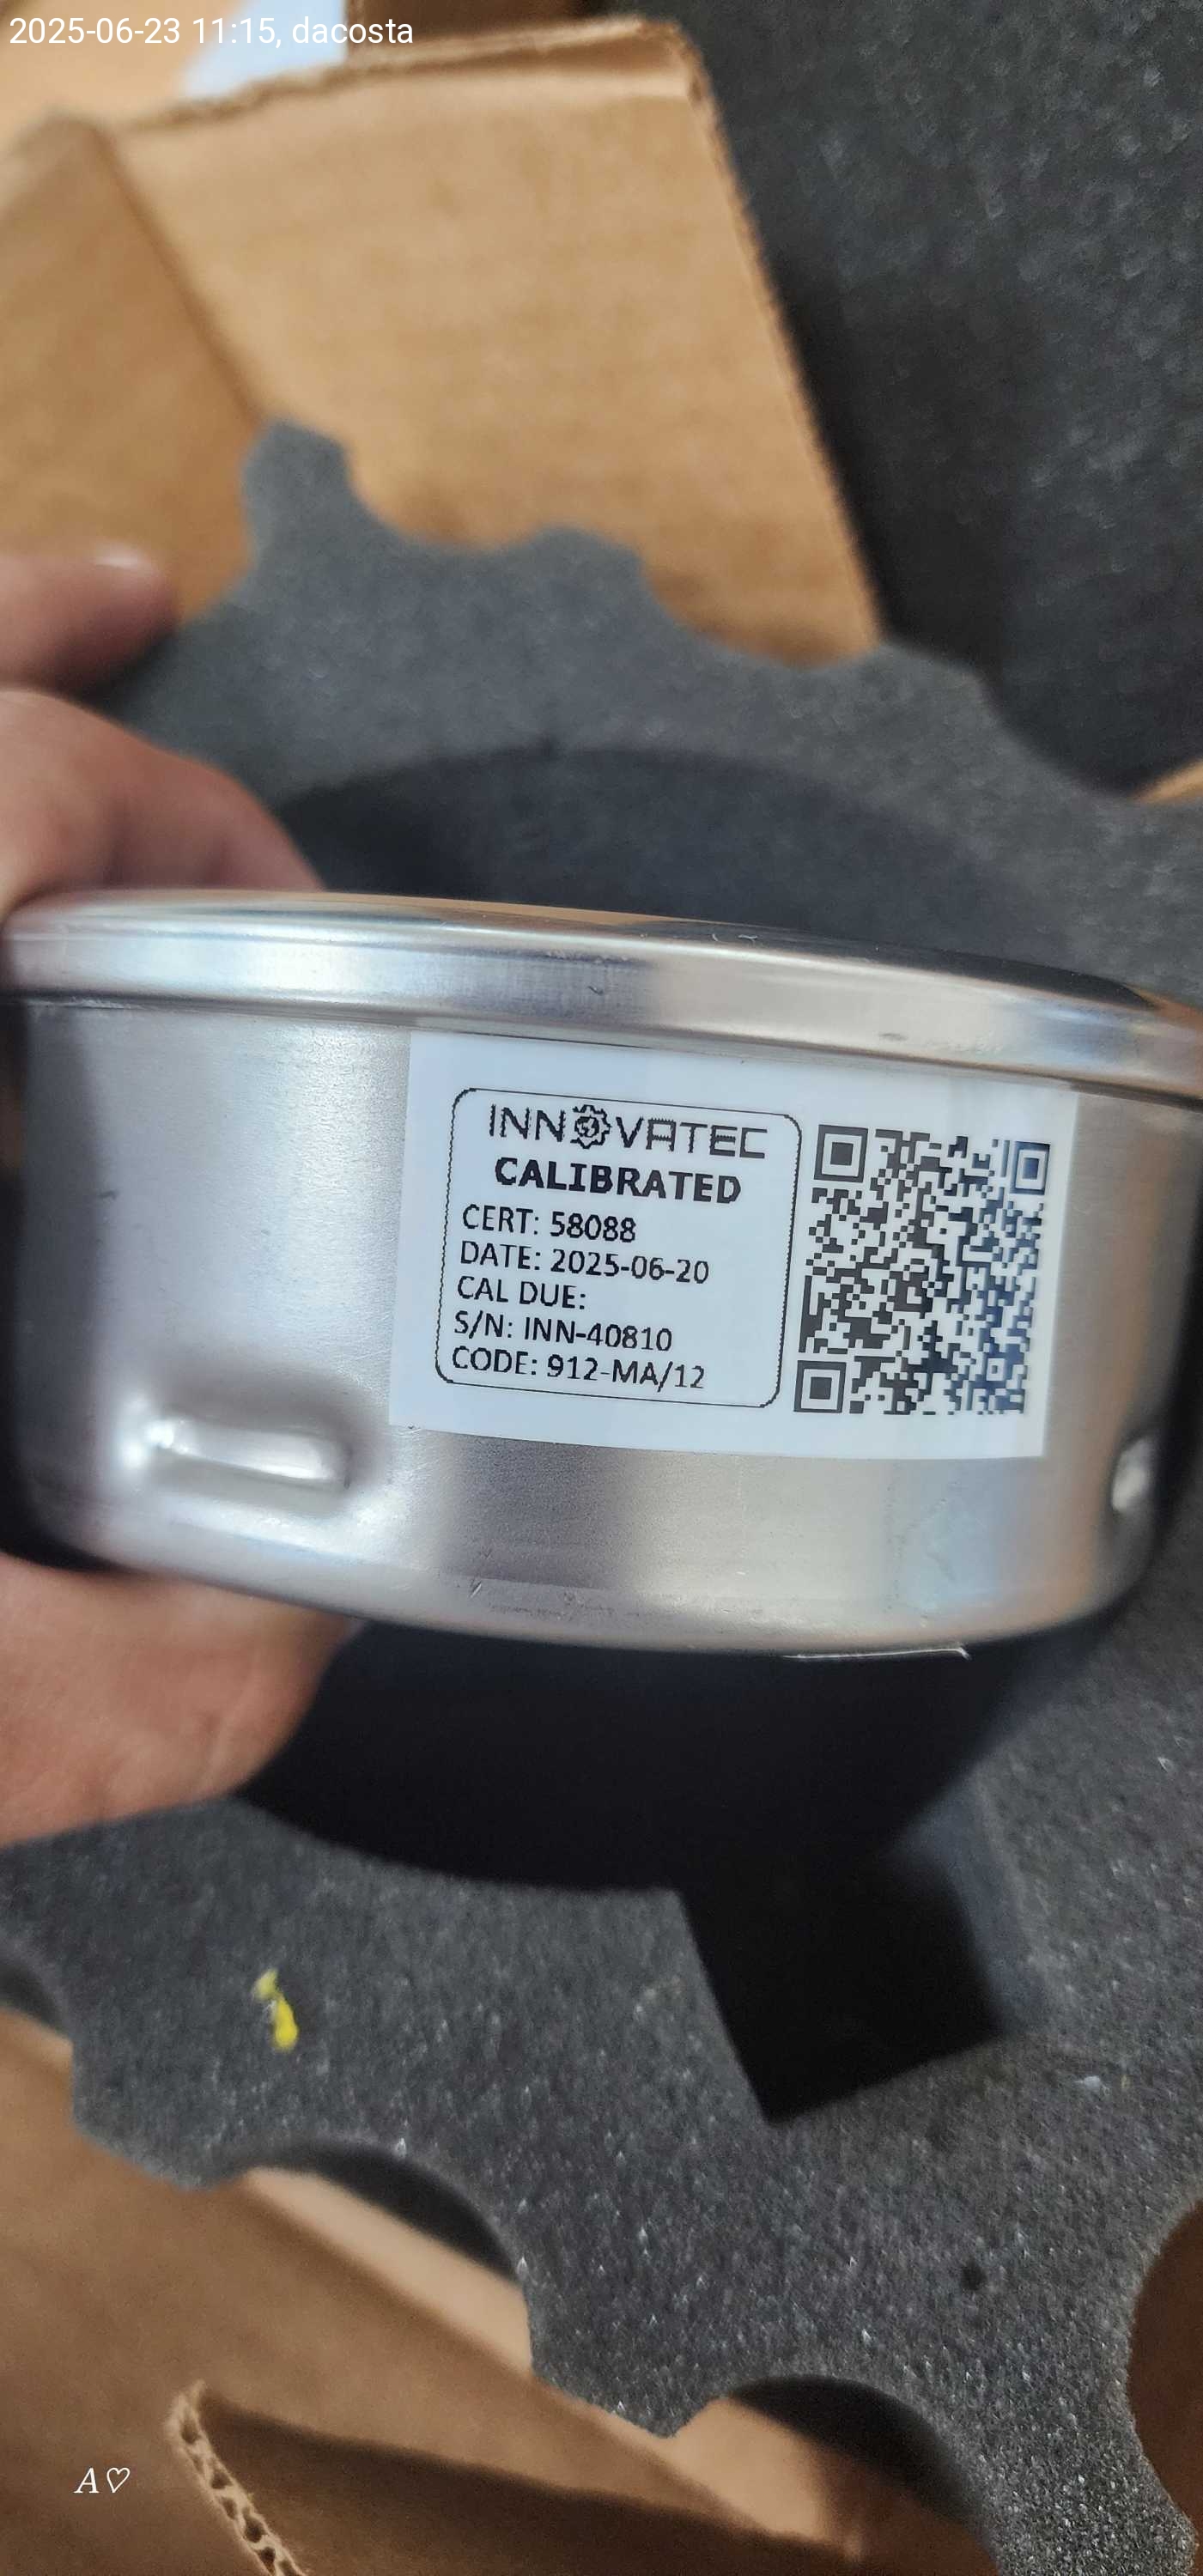 2025-06-23 11:15, dacosta
INNOVATEC
CALIBRATED
CERT: 58088
DATE: 2025-06-20
CAL DUE:
S/N: INN-40810
CODE: 912-MA/12
A♡